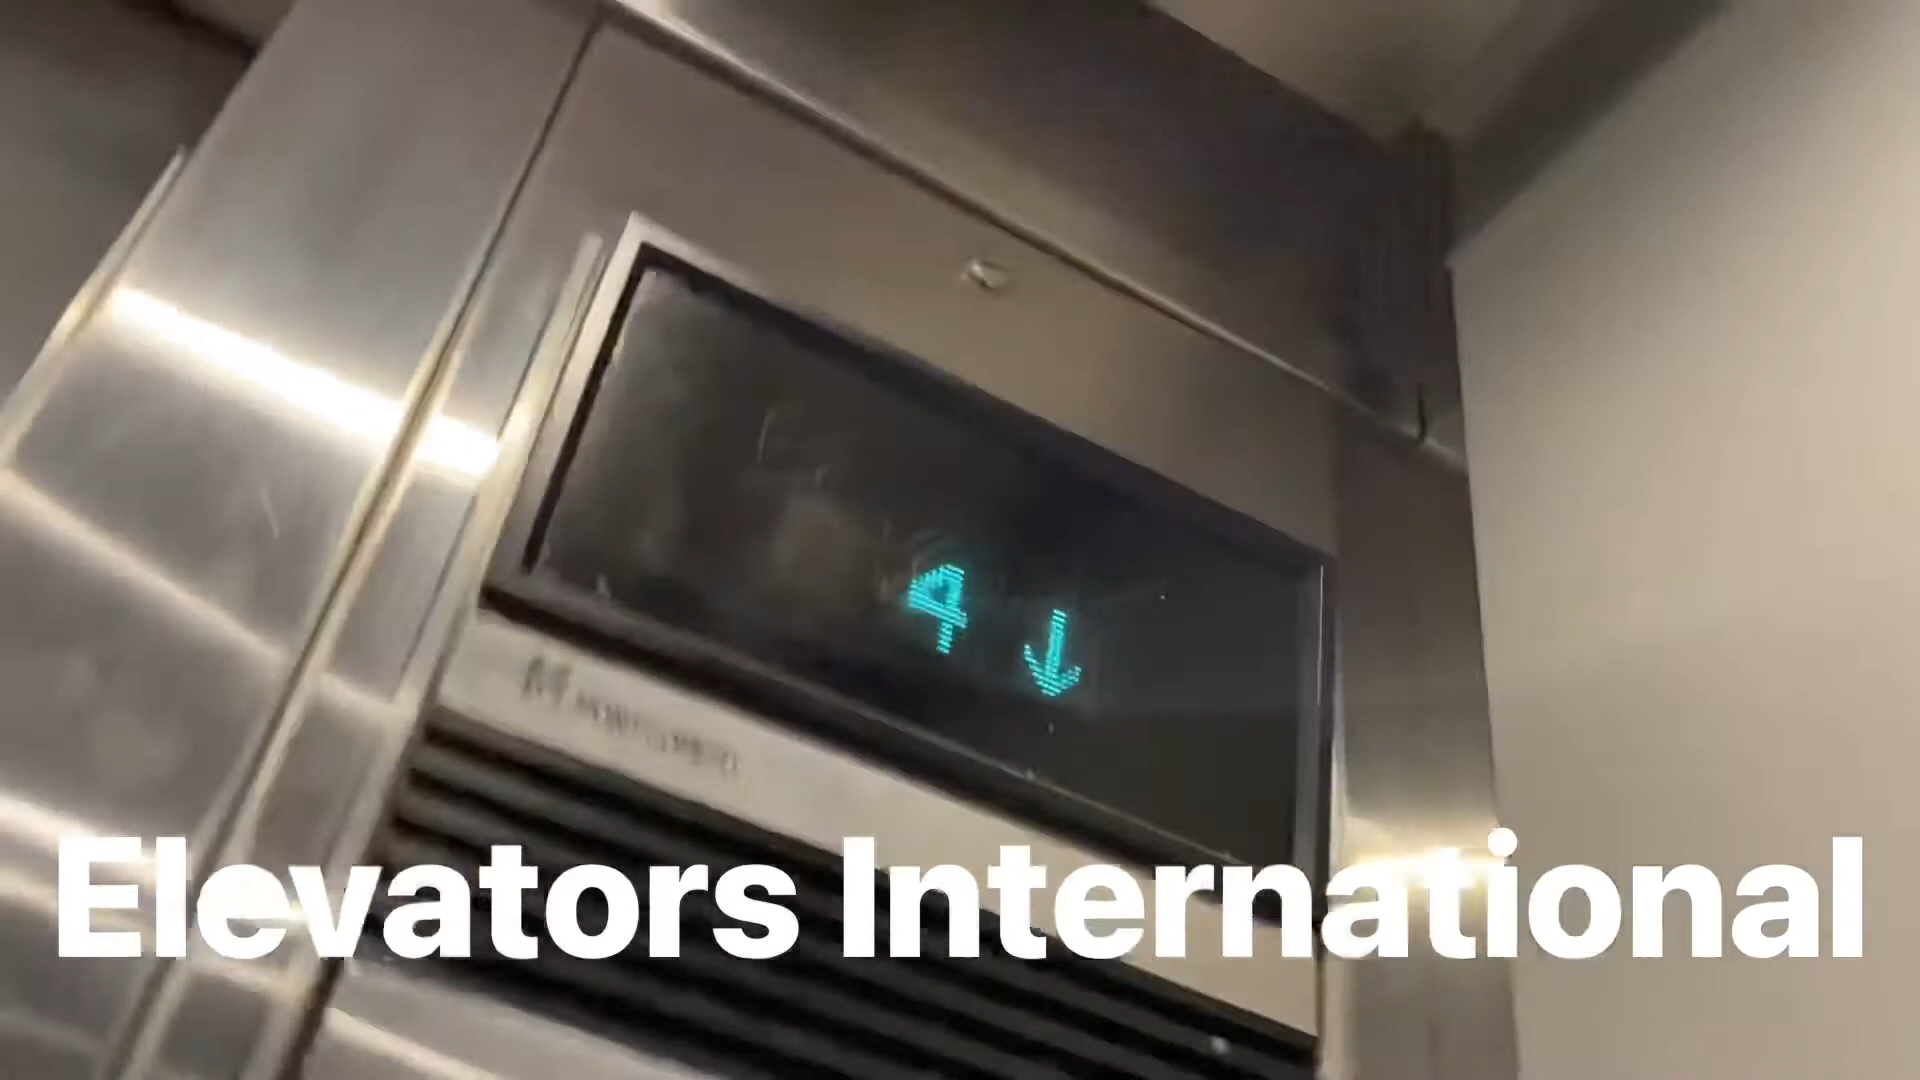 4 ↓
Elevators International